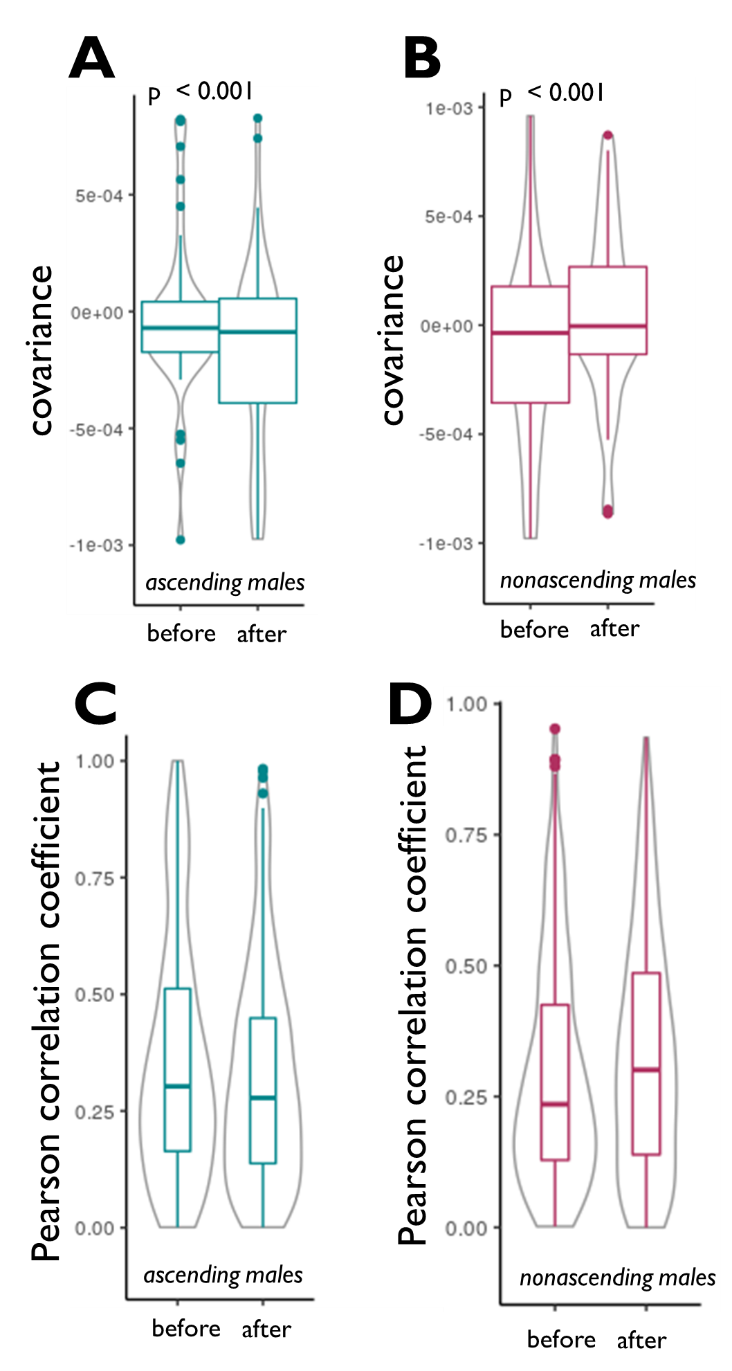 A
B
p < 0.001
p < 0.001
covariance
5e-04
0e+00
-5e-04
-1e-03
ascending males
before after
covariance
1e-03
5e-04
0e+00
-5e-04
-1e-03
nonascending males
before after
C
D
Pearson correlation coefficient
1.00
0.75
0.50
0.25
0.00
ascending males
before after
Pearson correlation coefficient
1.00
0.75
0.50
0.25
0.00
nonascending males
before after